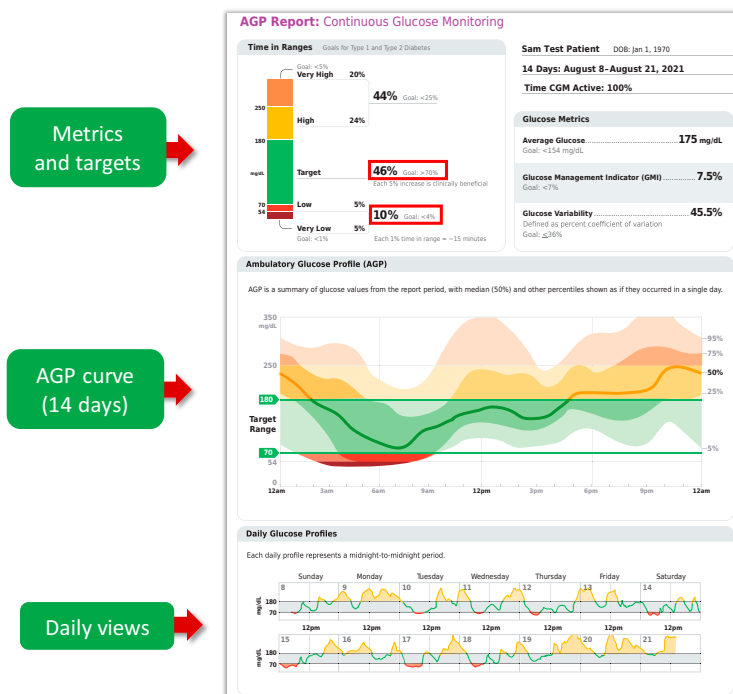 AGP Report: Continuous Glucose Monitoring
Metrics
and targets
Time in Ranges Goals for Type 1 and Type 2 Diabetes
Goal: <5%
Very High 20%
44% Goal: <25%
250
High 24%
180
mg/dL
Target
46% Goal: >70%
Each 5% increase is clinically beneficial
70
54
Low 5%
10% Goal: <4%
Very Low 5%
Goal: <1%
Each 1% time in range = ~15 minutes
Sam Test Patient DOB: Jan 1, 1970
14 Days: August 8–August 21, 2021
Time CGM Active: 100%
Glucose Metrics
Average Glucose 175 mg/dL
Goal: <154 mg/dL
Glucose Management Indicator (GMI) 7.5%
Goal: <7%
Glucose Variability 45.5%
Defined as percent coefficient of variation
Goal: ≤36%
AGP curve
(14 days)
Ambulatory Glucose Profile (AGP)
AGP is a summary of glucose values from the report period, with median (50%) and other percentiles shown as if they occurred in a single day.
350
mg/dL
250
180
Target
Range
70
54
0
95%
75%
50%
25%
5%
12am 3am 6am 9am 12pm 3pm 6pm 9pm 12am
Daily views
Daily Glucose Profiles
Each daily profile represents a midnight-to-midnight period.
Sunday Monday Tuesday Wednesday Thursday Friday Saturday
8 9 10 11 12 13 14
mg/dL
180
70
12pm 12pm 12pm 12pm 12pm 12pm 12pm
15 16 17 18 19 20 21
mg/dL
180
70